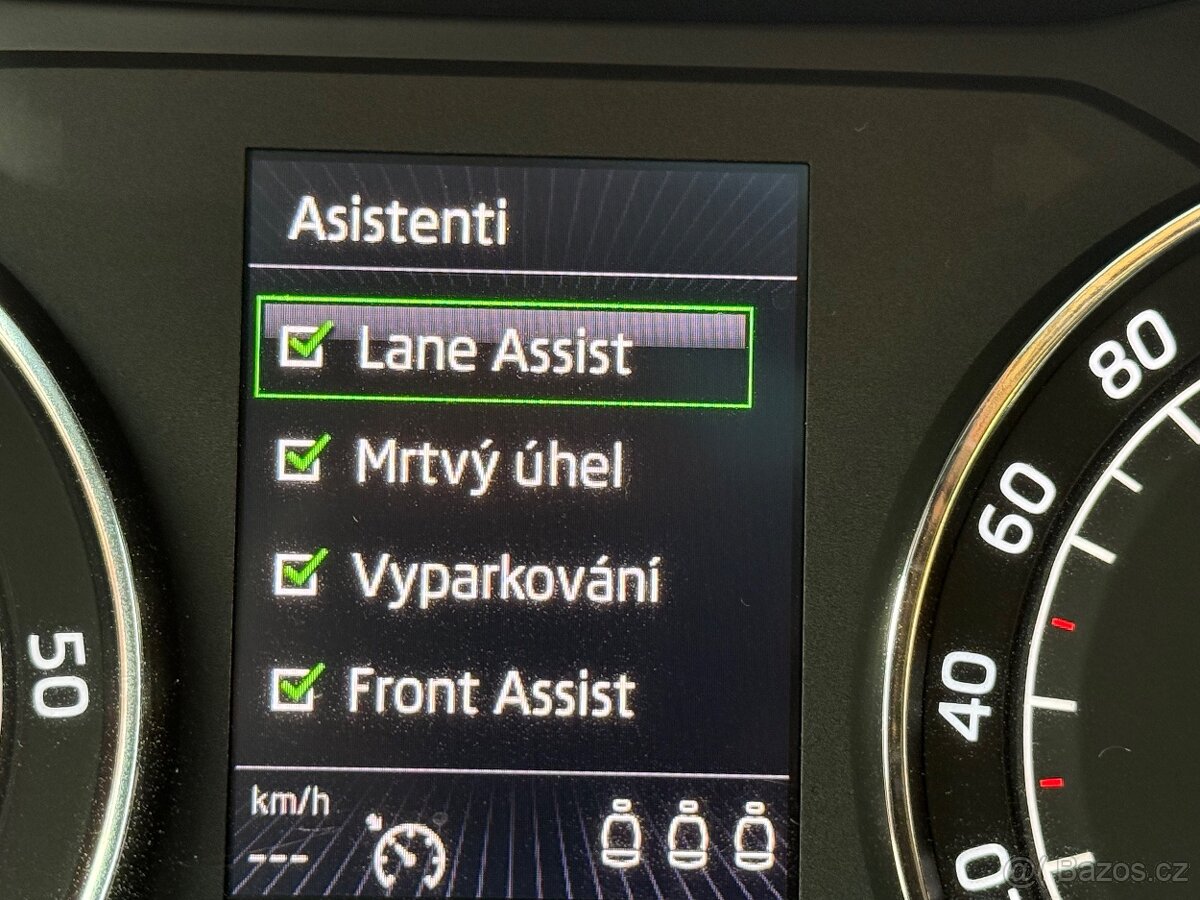 Asistenti
Lane Assist
Mrtvý úhel
Vyparkování
Front Assist
km/h
---
50
80
60
40
Bazos.cz